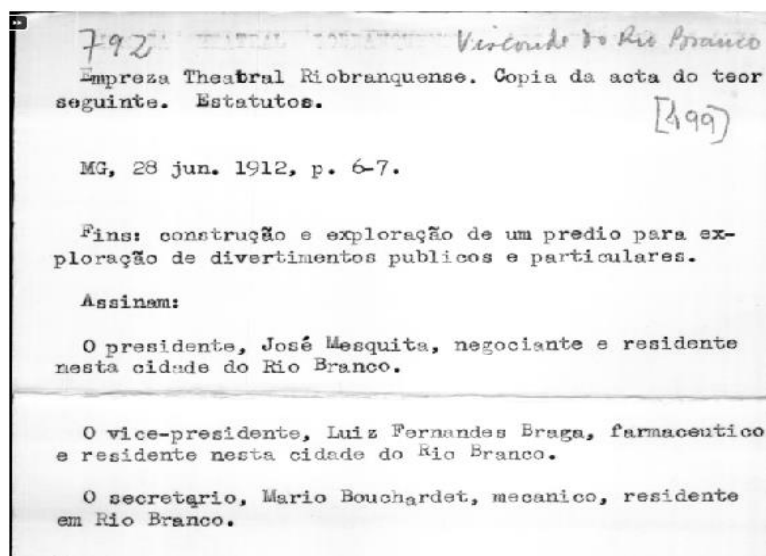 792 Visconde do Rio Branco
Empreza Theatral Riobranquense. Copia da acta do teor
seguinte. Estatutos.
[499]
MG, 28 jun. 1912, p. 6-7.
Fins: construção e exploração de um predio para ex-
ploração de divertimentos publicos e particulares.
Assinam:
O presidente, José Mesquita, negociante e residente
nesta cidade do Rio Branco.
O vice-presidente, Luiz Fernandes Braga, farmaceutico
e residente nesta cidade do Rio Branco.
O secretario, Mario Bouchardet, mecanico, residente
em Rio Branco.